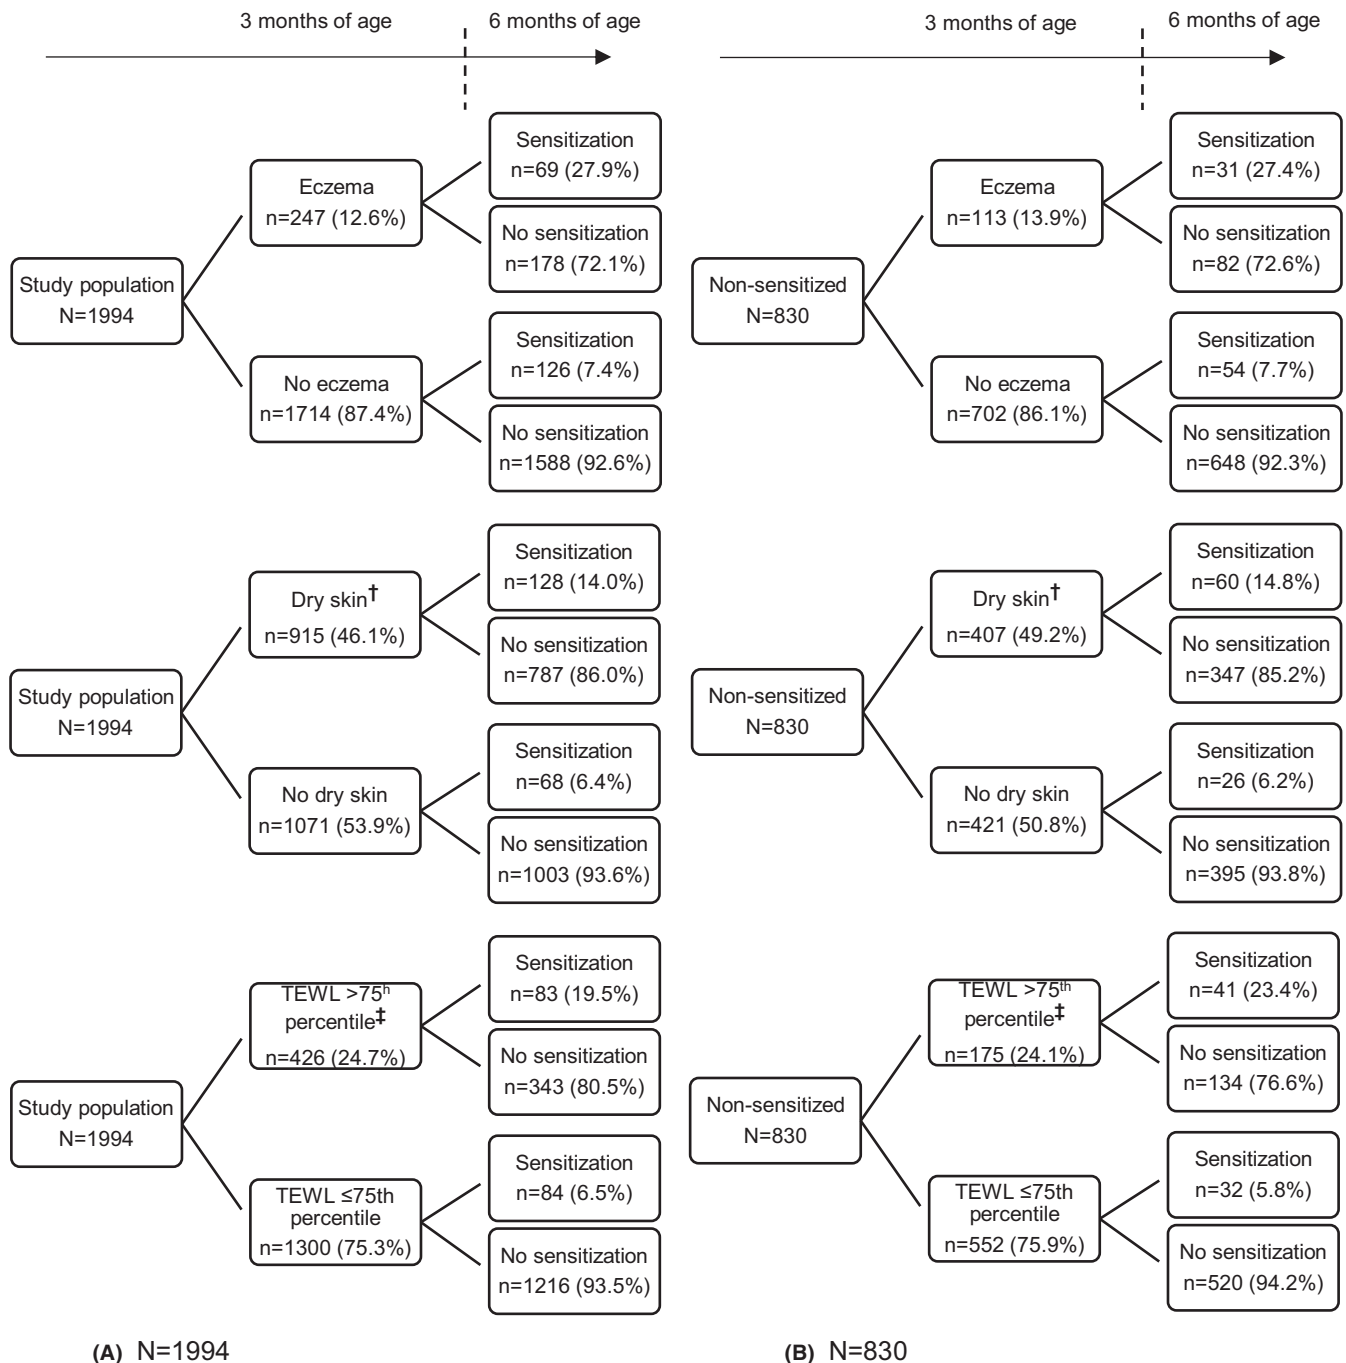 3 months of age
6 months of age
Study population
N=1994
Eczema
n=247 (12.6%)
Sensitization
n=69 (27.9%)
No sensitization
n=178 (72.1%)
No eczema
n=1714 (87.4%)
Sensitization
n=126 (7.4%)
No sensitization
n=1588 (92.6%)
Study population
N=1994
Dry skin†
n=915 (46.1%)
Sensitization
n=128 (14.0%)
No sensitization
n=787 (86.0%)
No dry skin
n=1071 (53.9%)
Sensitization
n=68 (6.4%)
No sensitization
n=1003 (93.6%)
Study population
N=1994
TEWL >75h
percentile‡
n=426 (24.7%)
Sensitization
n=83 (19.5%)
No sensitization
n=343 (80.5%)
TEWL ≤75th
percentile
n=1300 (75.3%)
Sensitization
n=84 (6.5%)
No sensitization
n=1216 (93.5%)
(A) N=1994
3 months of age
6 months of age
Non-sensitized
N=830
Eczema
n=113 (13.9%)
Sensitization
n=31 (27.4%)
No sensitization
n=82 (72.6%)
No eczema
n=702 (86.1%)
Sensitization
n=54 (7.7%)
No sensitization
n=648 (92.3%)
Non-sensitized
N=830
Dry skin†
n=407 (49.2%)
Sensitization
n=60 (14.8%)
No sensitization
n=347 (85.2%)
No dry skin
n=421 (50.8%)
Sensitization
n=26 (6.2%)
No sensitization
n=395 (93.8%)
Non-sensitized
N=830
TEWL >75th
percentile‡
n=175 (24.1%)
Sensitization
n=41 (23.4%)
No sensitization
n=134 (76.6%)
TEWL ≤75th
percentile
n=552 (75.9%)
Sensitization
n=32 (5.8%)
No sensitization
n=520 (94.2%)
(B) N=830